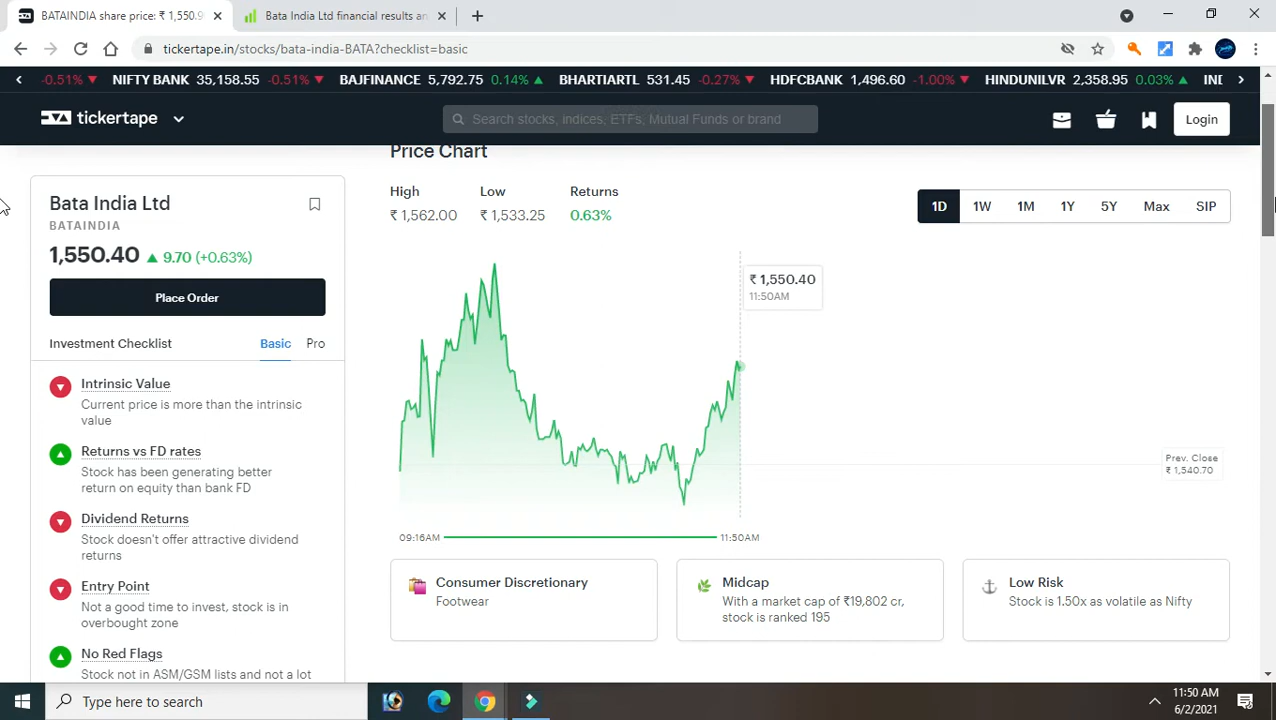 BATAINDIA share price: ₹ 1,550.9
Bata India Ltd financial results an
tickertape.in/stocks/bata-india-BATA?checklist=basic
-0.51% ▼ NIFTY BANK 35,158.55 -0.51% ▼ BAJFINANCE 5,792.75 0.14% ▲ BHARTIARTL 531.45 -0.27% ▼ HDFCBANK 1,496.60 -1.00% ▼ HINDUNILVR 2,358.95 0.03% ▲ IND
tickertape
Search stocks, indices, ETFs, Mutual Funds or brand
Login
Bata India Ltd
BATAINDIA
1,550.40 ▲ 9.70 (+0.63%)
Place Order
Investment Checklist Basic Pro
Intrinsic Value
Current price is more than the intrinsic
value
Returns vs FD rates
Stock has been generating better
return on equity than bank FD
Dividend Returns
Stock doesn't offer attractive dividend
returns
Entry Point
Not a good time to invest, stock is in
overbought zone
No Red Flags
Stock not in ASM/GSM lists and not a lot
Price Chart
High Low Returns
₹ 1,562.00 ₹ 1,533.25 0.63%
1D 1W 1M 1Y 5Y Max SIP
₹ 1,550.40
11:50AM
Prev. Close
₹ 1,540.70
09:16AM 11:50AM
Consumer Discretionary
Footwear
Midcap
With a market cap of ₹19,802 cr,
stock is ranked 195
Low Risk
Stock is 1.50x as volatile as Nifty
Type here to search
11:50 AM
6/2/2021